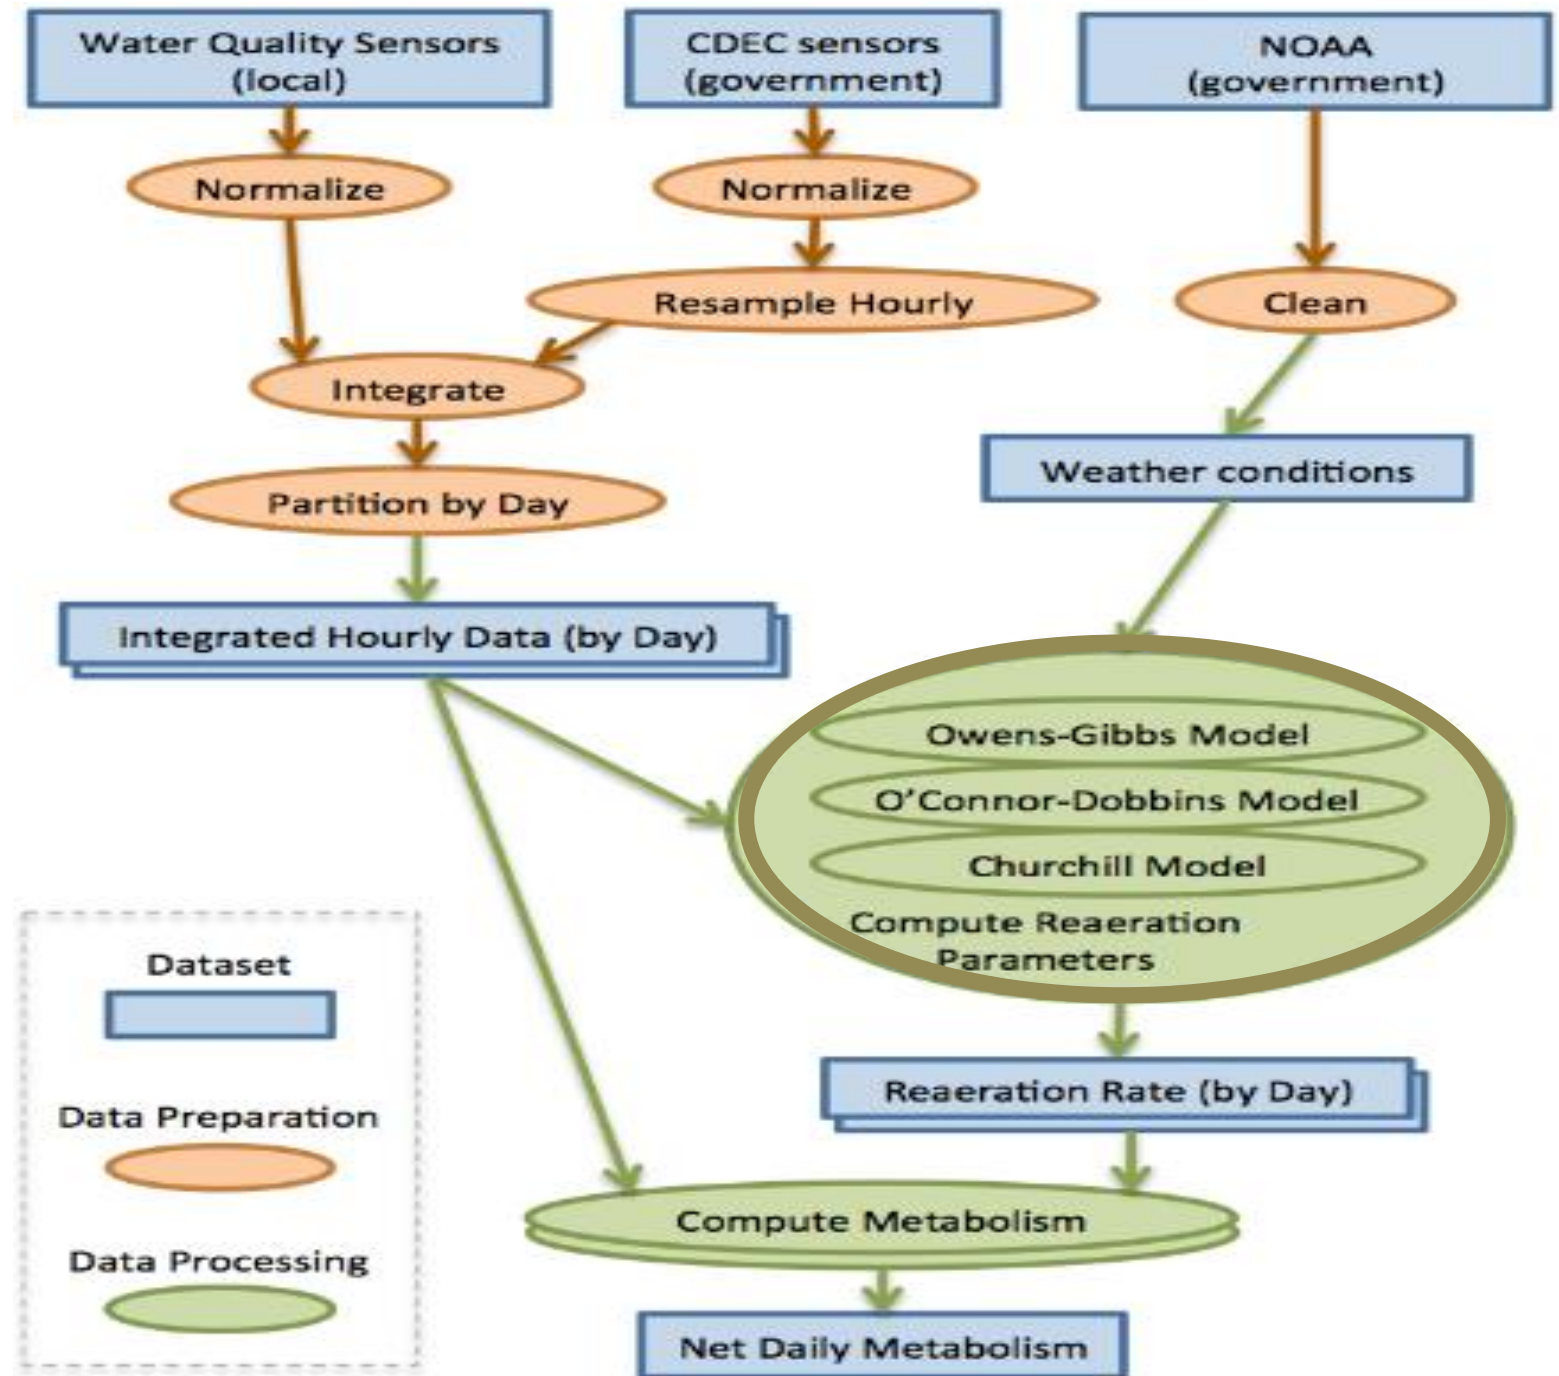 Water Quality Sensors
(local)
CDEC sensors
(government)
NOAA
(government)
Normalize
Normalize
Resample Hourly
Clean
Integrate
Weather conditions
Partition by Day
Integrated Hourly Data (by Day)
Owens-Gibbs Model
O'Connor-Dobbins Model
Churchill Model
Compute Reaeration
Parameters
Dataset
Reaeration Rate (by Day)
Data Preparation
Compute Metabolism
Data Processing
Net Daily Metabolism